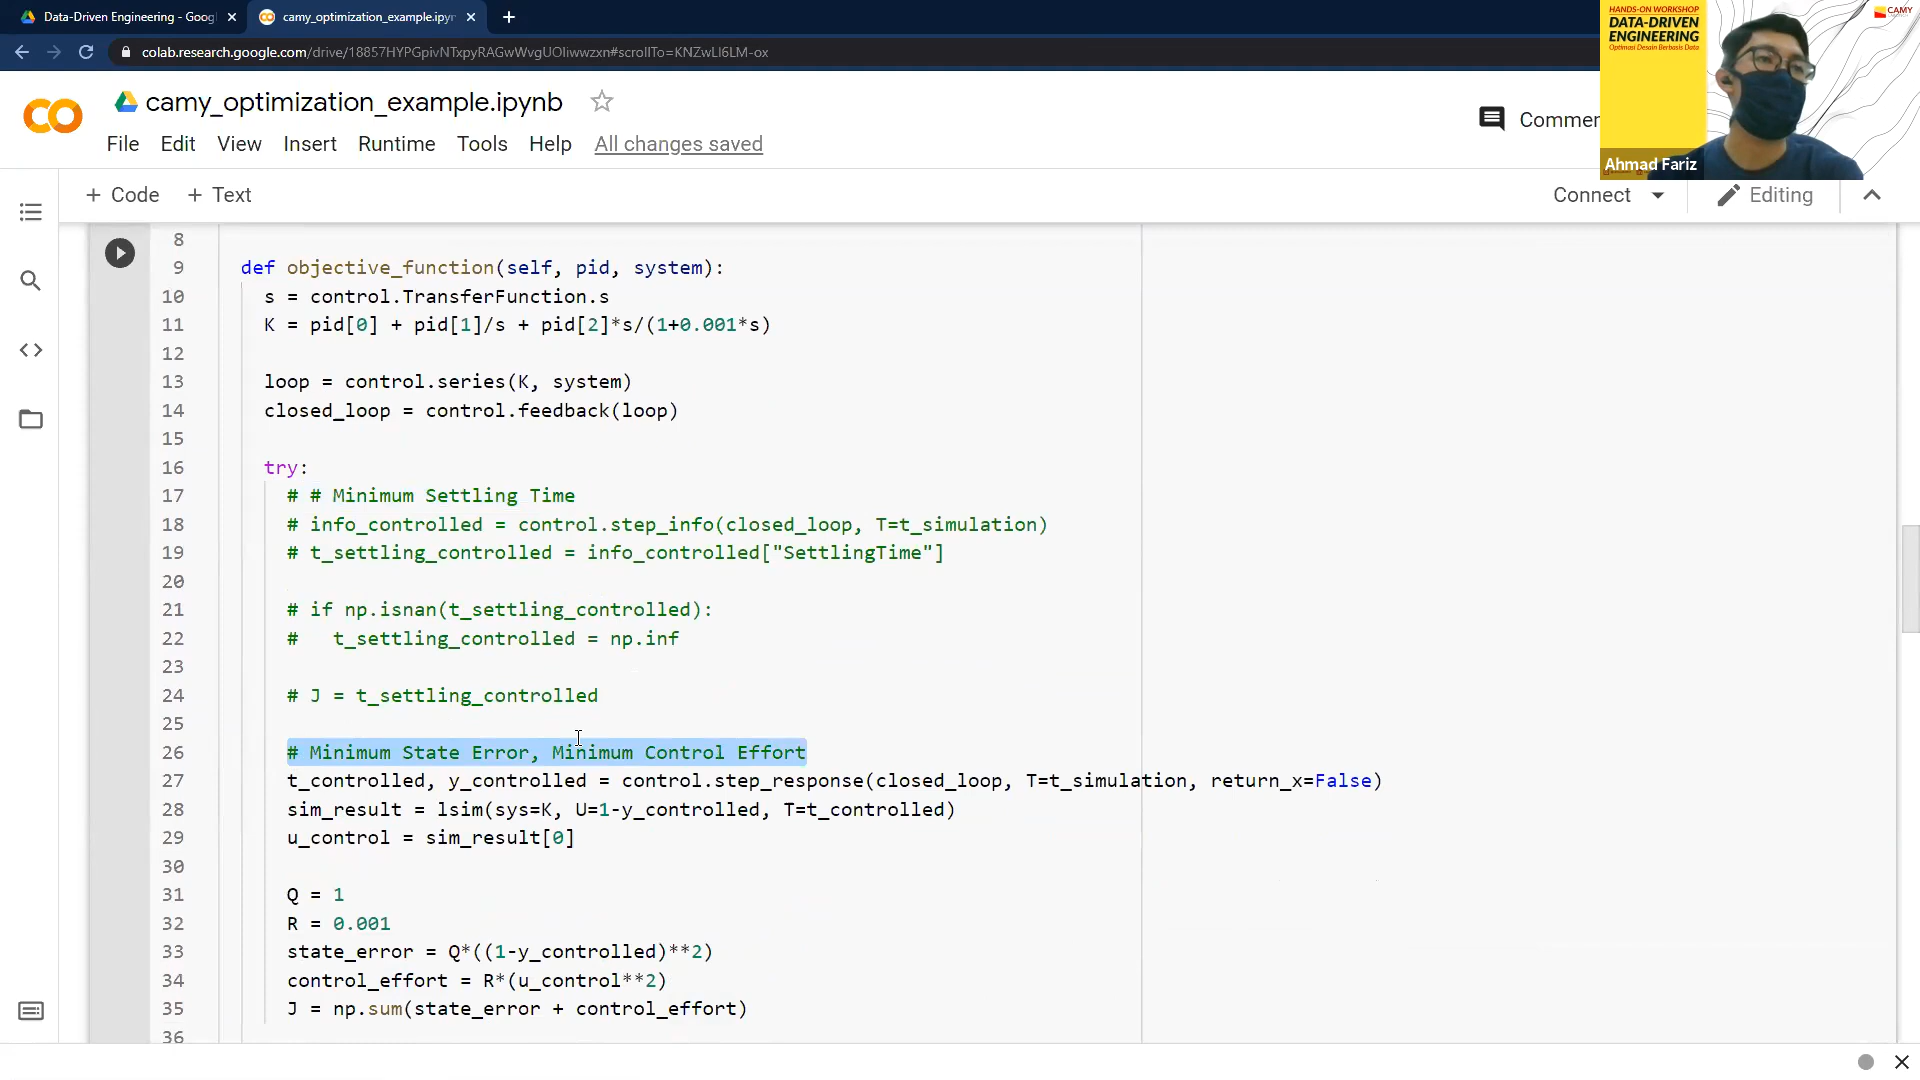 Data-Driven Engineering - Goog
camy_optimization_example.ipyn
colab.research.google.com/drive/18857HYPGpivNTxpyRAGwWvgUOIiwwzxn#scrollTo=KNZwLI6LM-ox
camy_optimization_example.ipynb
File Edit View Insert Runtime Tools Help All changes saved
Commen
+ Code + Text
Connect
Editing
HANDS-ON WORKSHOP
DATA-DRIVEN
ENGINEERING
Optimasi Desain Berbasis Data
CAMY
Ahmad Fariz
8
9 def objective_function(self, pid, system):
10 s = control.TransferFunction.s
11 K = pid[0] + pid[1]/s + pid[2]*s/(1+0.001*s)
12
13 loop = control.series(K, system)
14 closed_loop = control.feedback(loop)
15
16 try:
17 # # Minimum Settling Time
18 # info_controlled = control.step_info(closed_loop, T=t_simulation)
19 # t_settling_controlled = info_controlled["SettlingTime"]
20
21 # if np.isnan(t_settling_controlled):
22 #   t_settling_controlled = np.inf
23
24 # J = t_settling_controlled
25
26 # Minimum State Error, Minimum Control Effort
27 t_controlled, y_controlled = control.step_response(closed_loop, T=t_simulation, return_x=False)
28 sim_result = lsim(sys=K, U=1-y_controlled, T=t_controlled)
29 u_control = sim_result[0]
30
31 Q = 1
32 R = 0.001
33 state_error = Q*((1-y_controlled)**2)
34 control_effort = R*(u_control**2)
35 J = np.sum(state_error + control_effort)
36